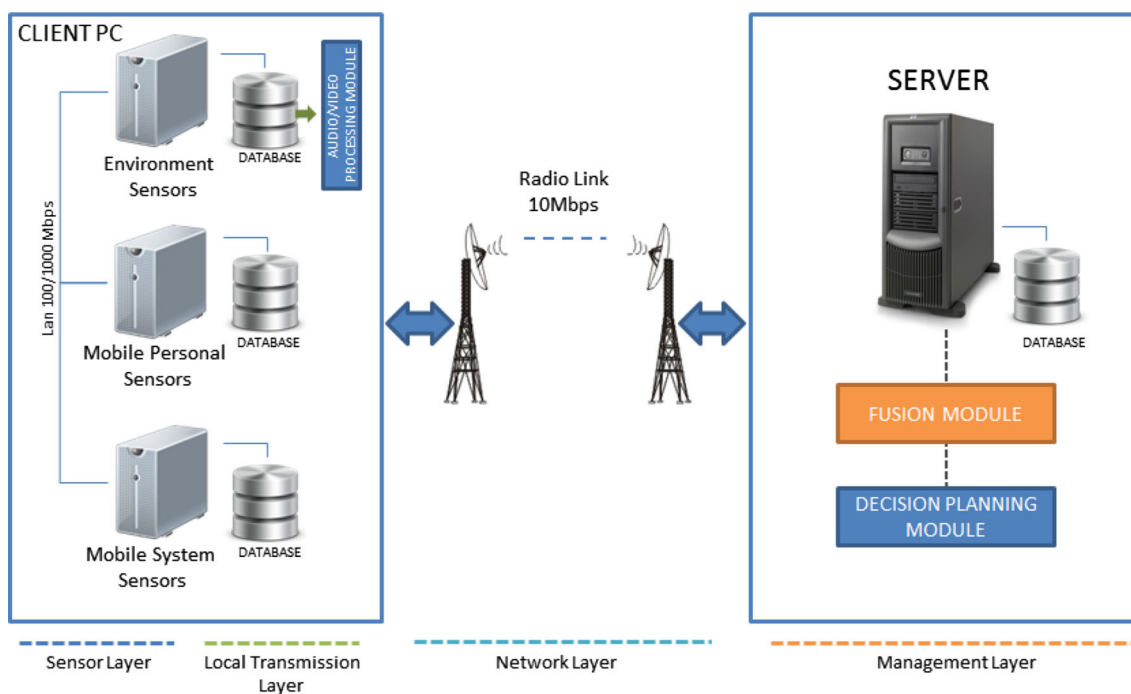 CLIENT PC
Lan 100/1000 Mbps
DATABASE
AUDIO/VIDEO
PROCESSING MODULE
Environment
Sensors
DATABASE
Mobile Personal
Sensors
DATABASE
Mobile System
Sensors
Radio Link
10Mbps
SERVER
DATABASE
FUSION MODULE
DECISION PLANNING
MODULE
Sensor Layer
Local Transmission
Layer
Network Layer
Management Layer